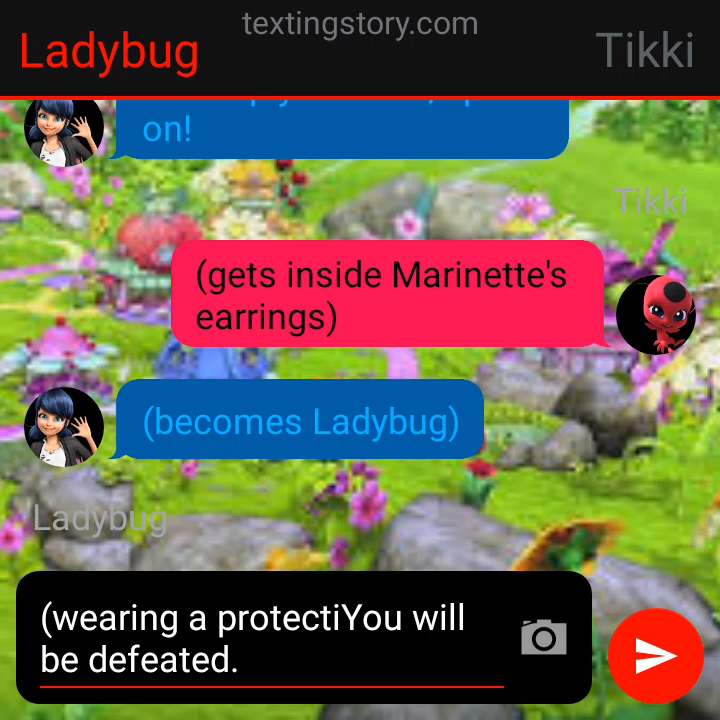 textingstory.com
Ladybug
Tikki
on!
Tikki
(gets inside Marinette's
earrings)
(becomes Ladybug)
Ladybug
(wearing a protectiYou will
be defeated.